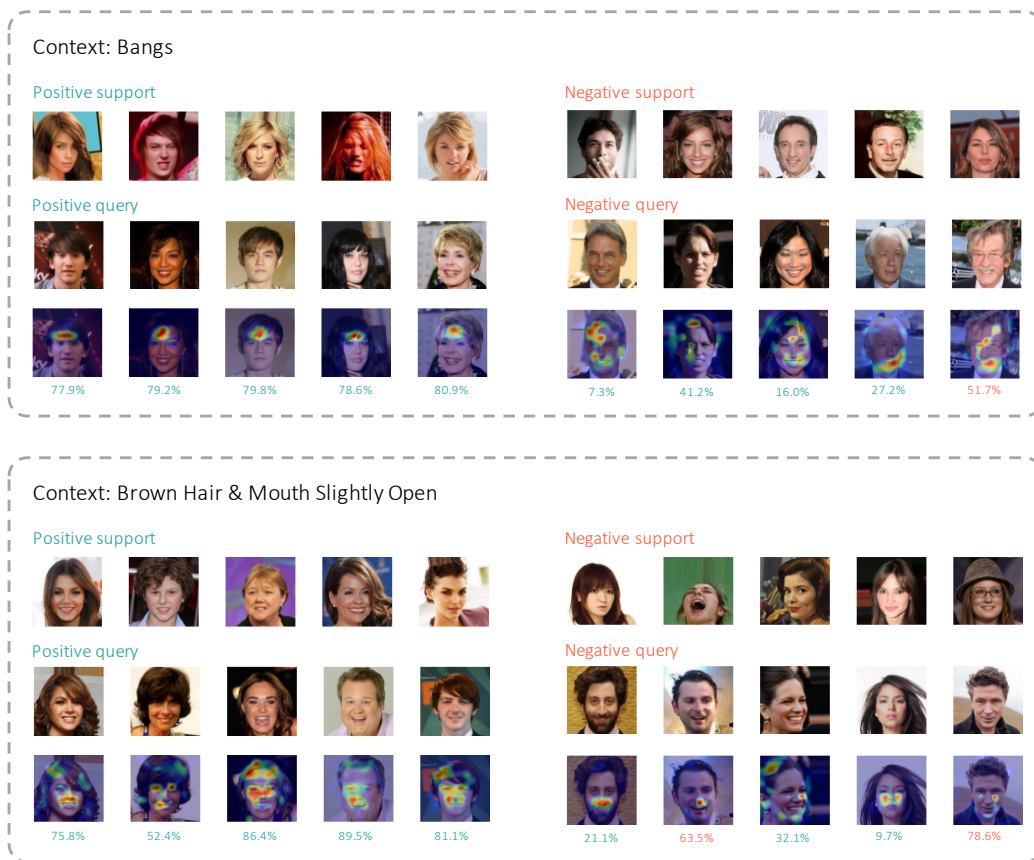 Context: Bangs
Positive support
Negative support
Positive query
Negative query
77.9% 79.2% 79.8% 78.6% 80.9% 7.3% 41.2% 16.0% 27.2% 51.7%
Context: Brown Hair & Mouth Slightly Open
Positive support
Negative support
Positive query
Negative query
75.8% 52.4% 86.4% 89.5% 81.1% 21.1% 63.5% 32.1% 9.7% 78.6%